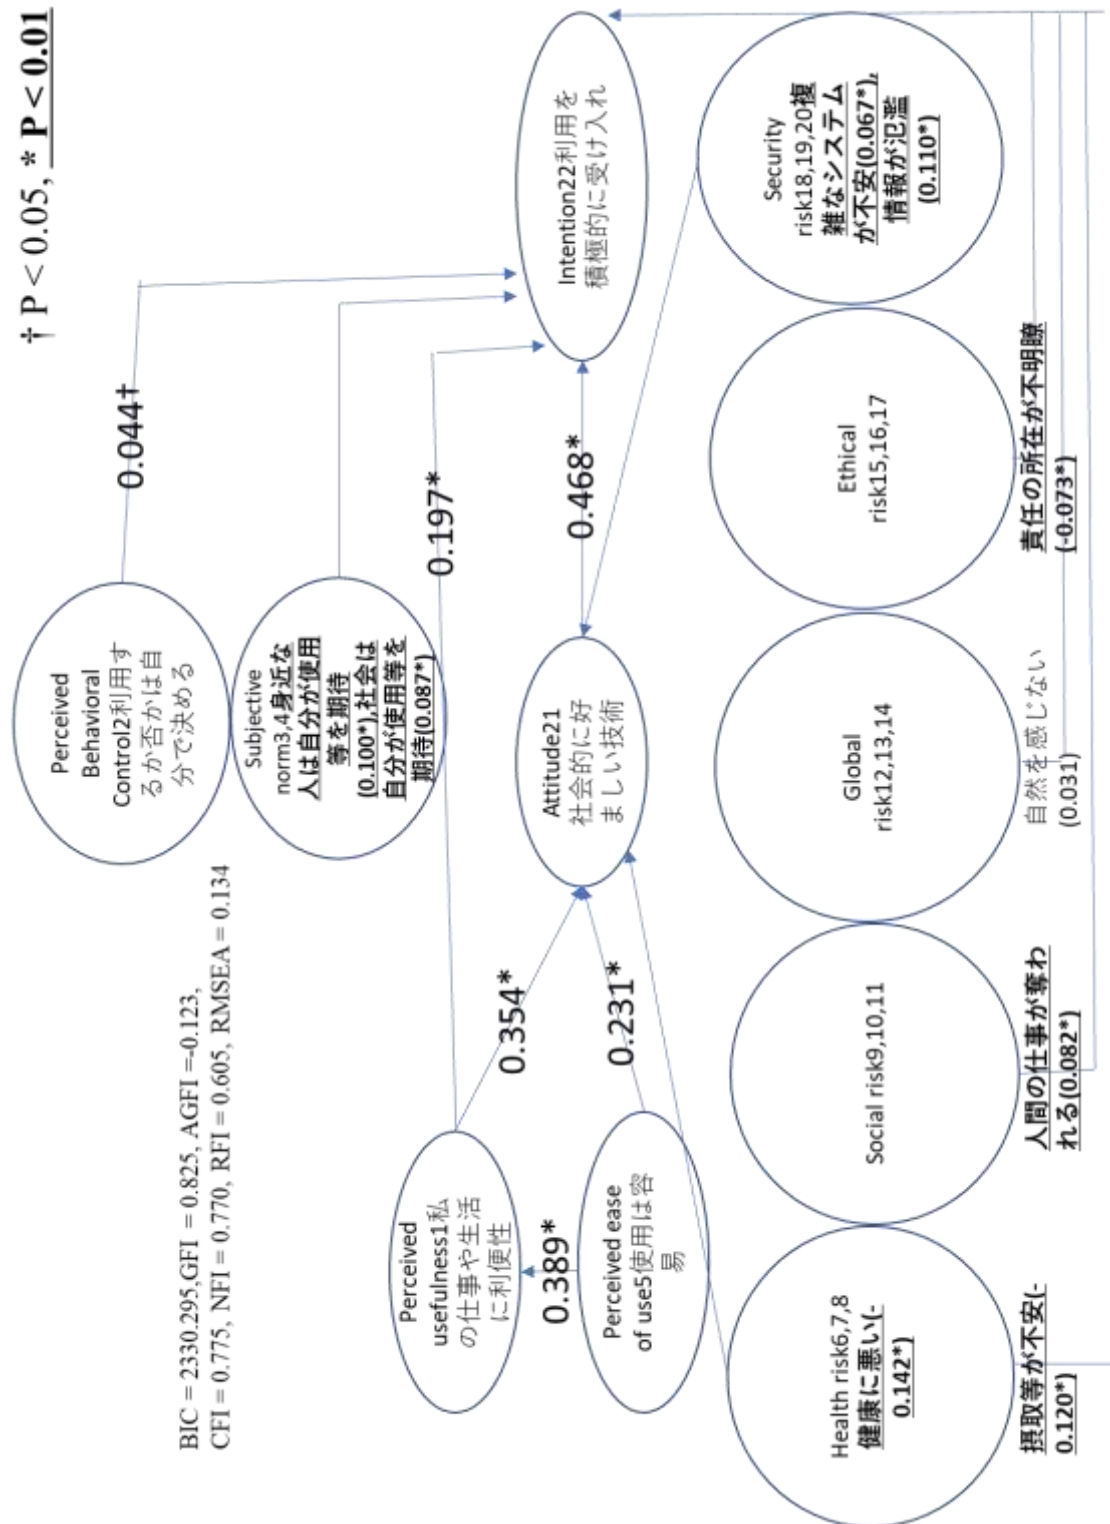 † P < 0.05, * P < 0.01
BIC = 2330.295,GFI = 0.825, AGFI =-0.123,
CFI = 0.775, NFI = 0.770, RFI = 0.605, RMSEA = 0.134
Perceived
Behavioral
Control2利用す
るか否かは自
分で決める
0.044†
Subjective
norm3,4身近な
人は自分が使用
等を期待
(0.100*),社会は
自分が使用等を
期待(0.087*)
Perceived
usefulness1私
の仕事や生活
に利便性
0.197*
0.354*
0.389*
Perceived ease
of use5使用は容
易
0.231*
Attitude21
社会的に好
ましい技術
0.468*
Intention22利用を
積極的に受け入れ
Health risk6,7,8
健康に悪い(-
0.142*)
Social risk9,10,11
Global
risk12,13,14
Ethical
risk15,16,17
Security
risk18,19,20複
雑なシステム
が不安(0.067*),
情報が氾濫
(0.110*)
摂取等が不安(-
0.120*)
人間の仕事が奪わ
れる(0.082*)
自然を感じない
(0.031)
責任の所在が不明瞭
(-0.073*)